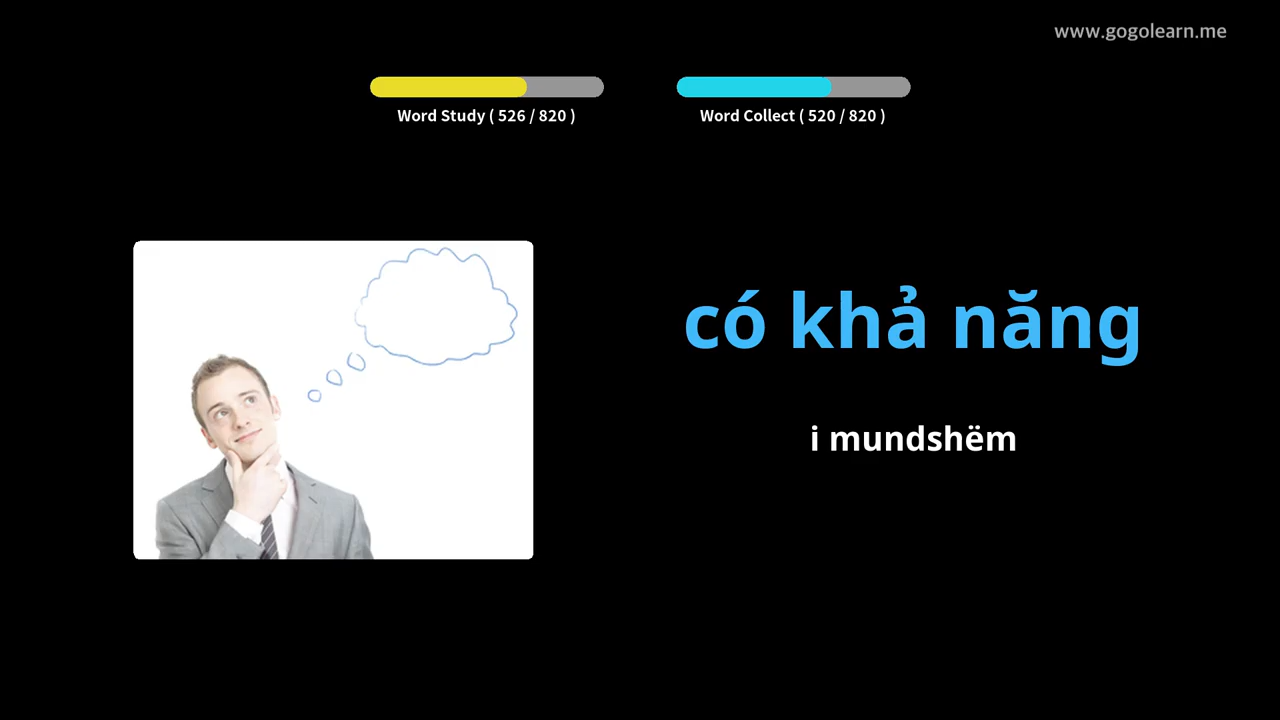 www.gogolearn.me
Word Study ( 526 / 820 )
Word Collect ( 520 / 820 )
có khả năng
i mundshëm